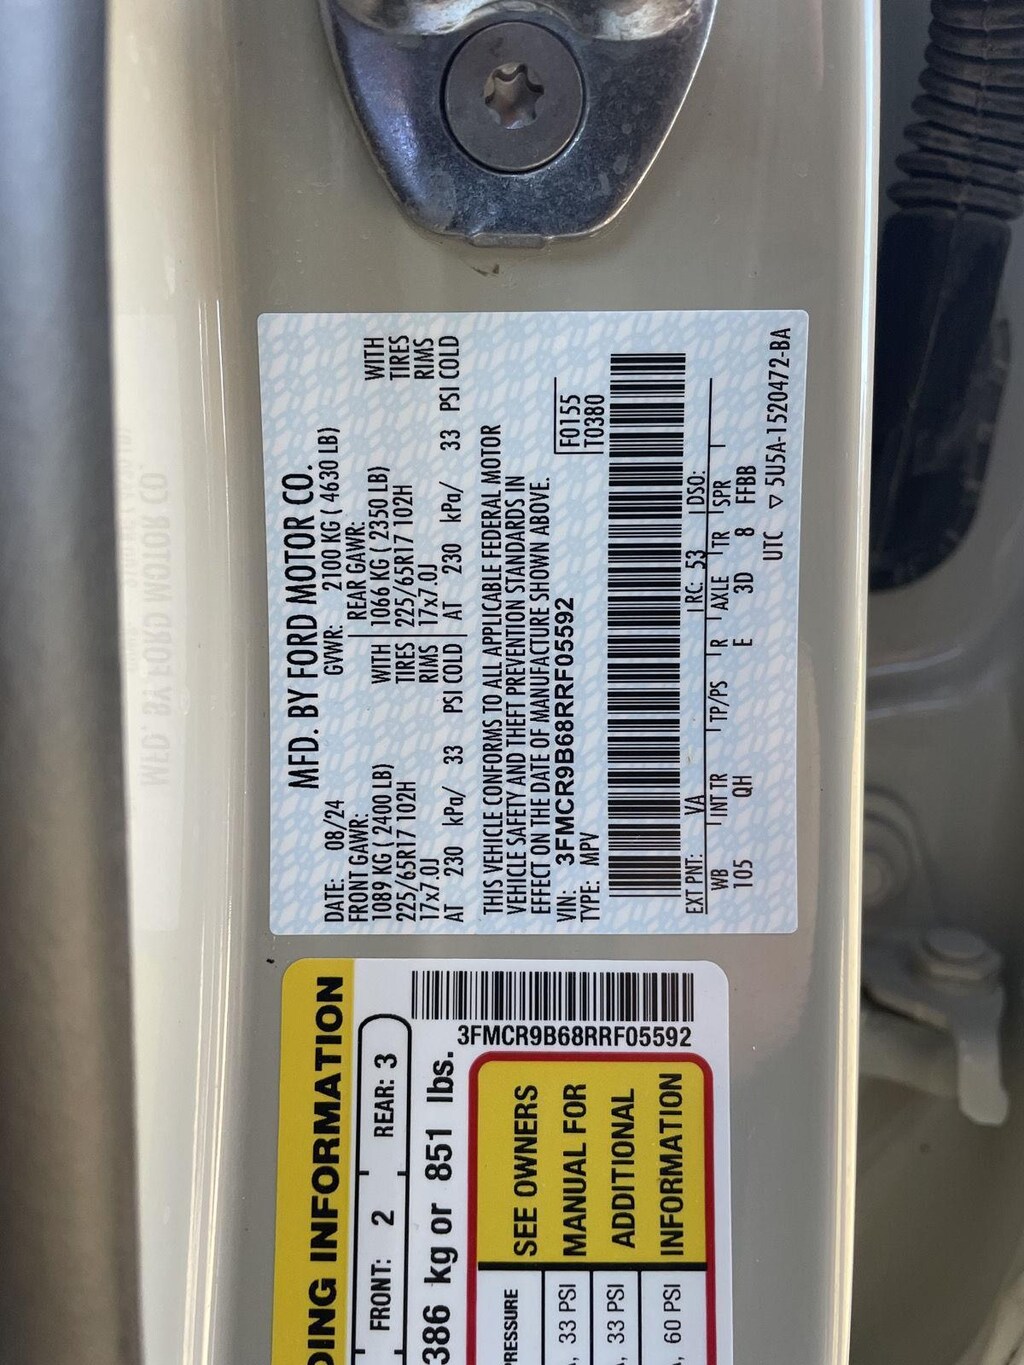 MFD. BY FORD MOTOR CO.
DATE: 08/24 GVWR: 2100 KG ( 4630 LB)
FRONT GAWR: REAR GAWR:
1089 KG ( 2400 LB) WITH 1066 KG ( 2350 LB) WITH
225/65R17 102H TIRES 225/65R17 102H TIRES
17x7.0J RIMS 17x7.0J RIMS
AT 230 kPa/ 33 PSI COLD AT 230 kPa/ 33 PSI COLD
THIS VEHICLE CONFORMS TO ALL APPLICABLE FEDERAL MOTOR
VEHICLE SAFETY AND THEFT PREVENTION STANDARDS IN
EFFECT ON THE DATE OF MANUFACTURE SHOWN ABOVE.
VIN: 3FMCR9B68RRF05592 F0155
TYPE: MPV T0380
EXT PNT: VA RC: 53 DSO:
WB INT TR TP/PS R AXLE TR SPR
105 QH E 3D 8 FFBB
UTC ▽ 5U5A-1520472-BA
DING INFORMATION
FRONT: 2 REAR: 3
386 kg or 851 lbs.
3FMCR9B68RRF05592
SEE OWNERS
MANUAL FOR
ADDITIONAL
INFORMATION
RESSURE
, 33 PSI
, 33 PSI
, 60 PSI